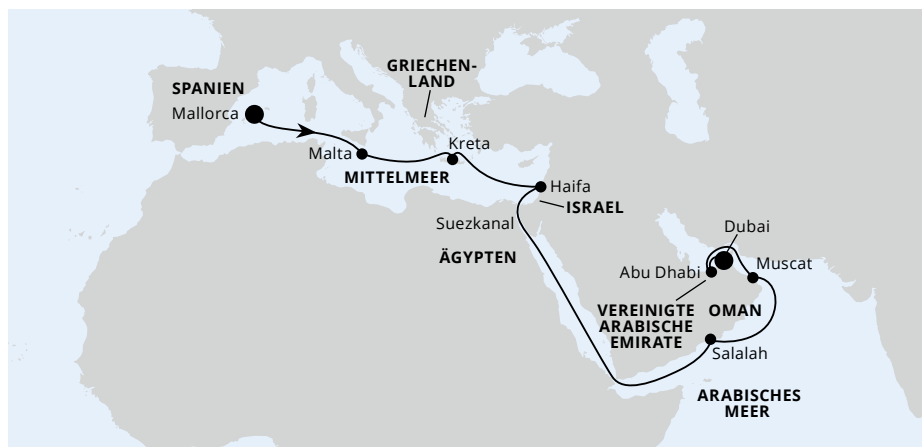 GRIECHEN-
LAND
SPANIEN
Mallorca
Kreta
Malta
MITTELMEER
Haifa
ISRAEL
Suezkanal
ÄGYPTEN
Dubai
Abu Dhabi
Muscat
VEREINIGTE
ARABISCHE
EMIRATE
OMAN
Salalah
ARABISCHES
MEER